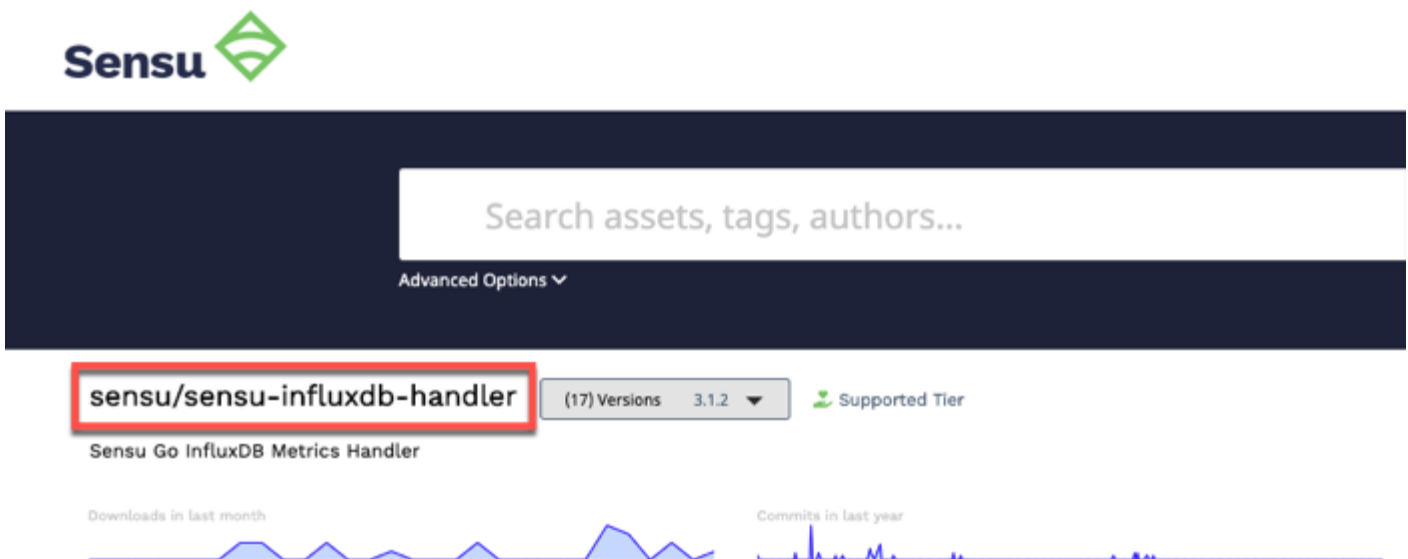 Sensu
Search assets, tags, authors...
Advanced Options
sensu/sensu-influxdb-handler (17) Versions 3.1.2 Supported Tier
Sensu Go InfluxDB Metrics Handler
Downloads in last month Commits in last year